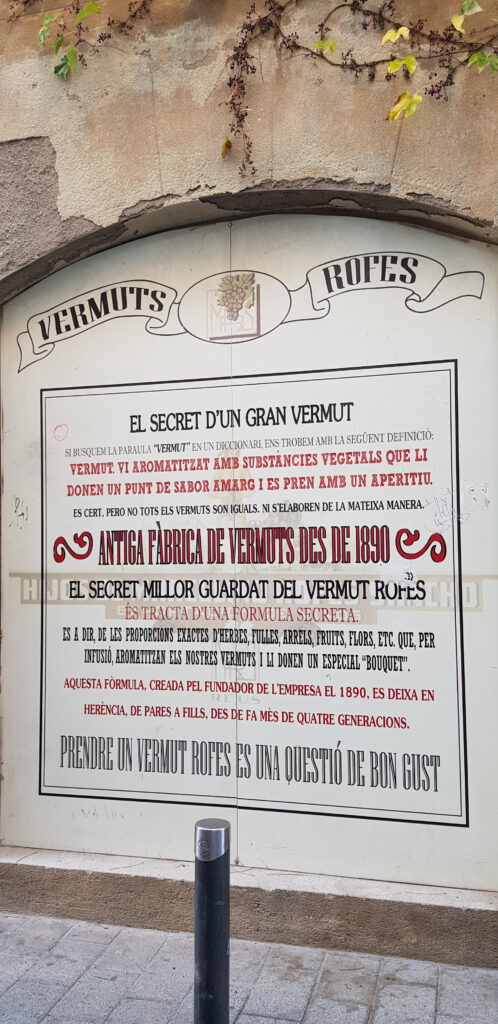 VERMUTS ROFES
EL SECRET D'UN GRAN VERMUT
SI BUSQUEM LA PARAULA "VERMUT" EN UN DICCIONARI, ENS TROBEM AMB LA SEGÜENT DEFINICIÓ:
VERMUT. VI AROMATITZAT AMB SUBSTÀNCIES VEGETALS QUE LI
DONEN UN PUNT DE SABOR AMARG I ES PREN AMB UN APERITIU.
ES CERT, PERO NO TOTS ELS VERMUTS SON IGUALS, NI S'ELABOREN DE LA MATEIXA MANERA.
ANTIGA FÀBRICA DE VERMUTS DES DE 1890
HIJOS
EL SECRET MILLOR GUARDAT DEL VERMUT ROFES
ÉS TRACTA D'UNA FORMULA SECRETA.
ES A DIR, DE LES PROPORCIONS EXACTES D'HERBES, FULLES, ARRELS, FRUITS, FLORS, ETC. QUE, PER
INFUSIÓ, AROMATITZAN ELS NOSTRES VERMUTS I LI DONEN UN ESPECIAL "BOUQUET".
AQUESTA FÒRMULA, CREADA PEL FUNDADOR DE L'EMPRESA EL 1890, ES DEIXA EN
HERÈNCIA, DE PARES A FILLS, DES DE FA MÈS DE QUATRE GENERACIONS.
REUS
PRENDRE UN VERMUT ROFES ES UNA QUESTIÓ DE BON GUST